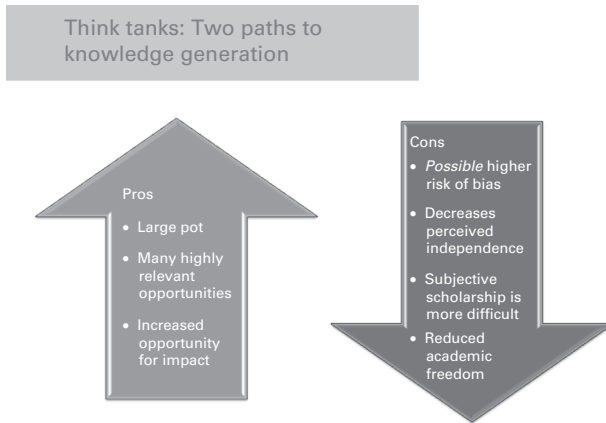 Think tanks: Two paths to
knowledge generation
Pros
• Large pot
• Many highly
relevant
opportunities
• Increased
opportunity
for impact
Cons
• Possible higher
risk of bias
• Decreases
perceived
independence
• Subjective
scholarship is
more difficult
• Reduced
academic
freedom